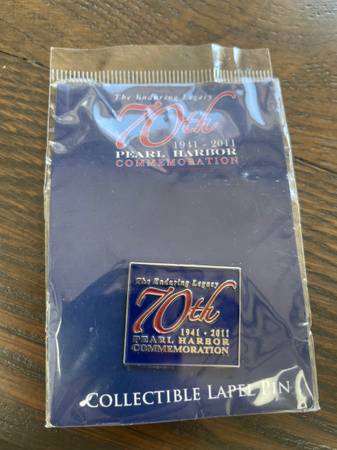 The Enduring Legacy
70th
1941 - 2011
PEARL HARBOR
COMMEMORATION
The Enduring Legacy
70th
1941 • 2011
PEARL HARBOR
COMMEMORATION
COLLECTIBLE LAPEL PIN